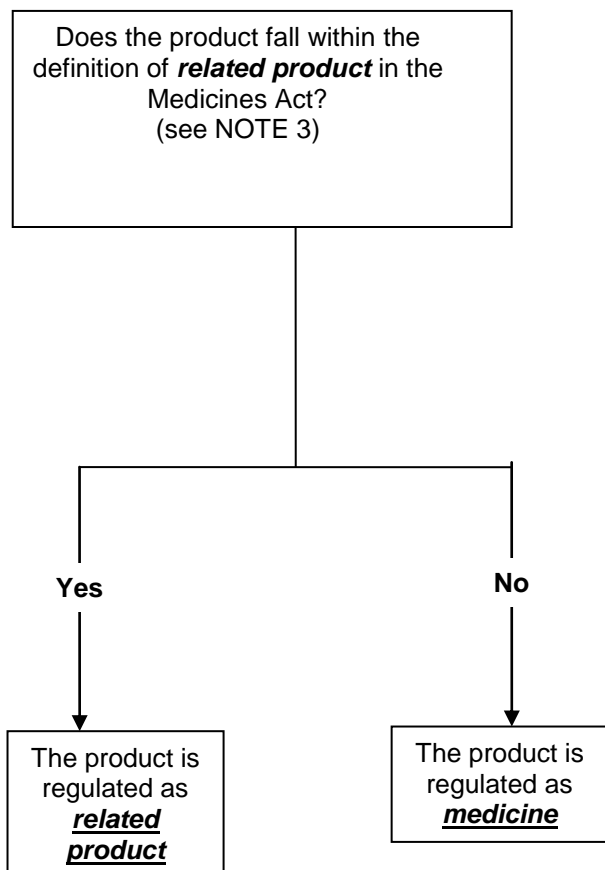 Does the product fall within the
definition of related product in the
Medicines Act?
(see NOTE 3)
Yes
No
The product is
regulated as
related
product
The product is
regulated as
medicine